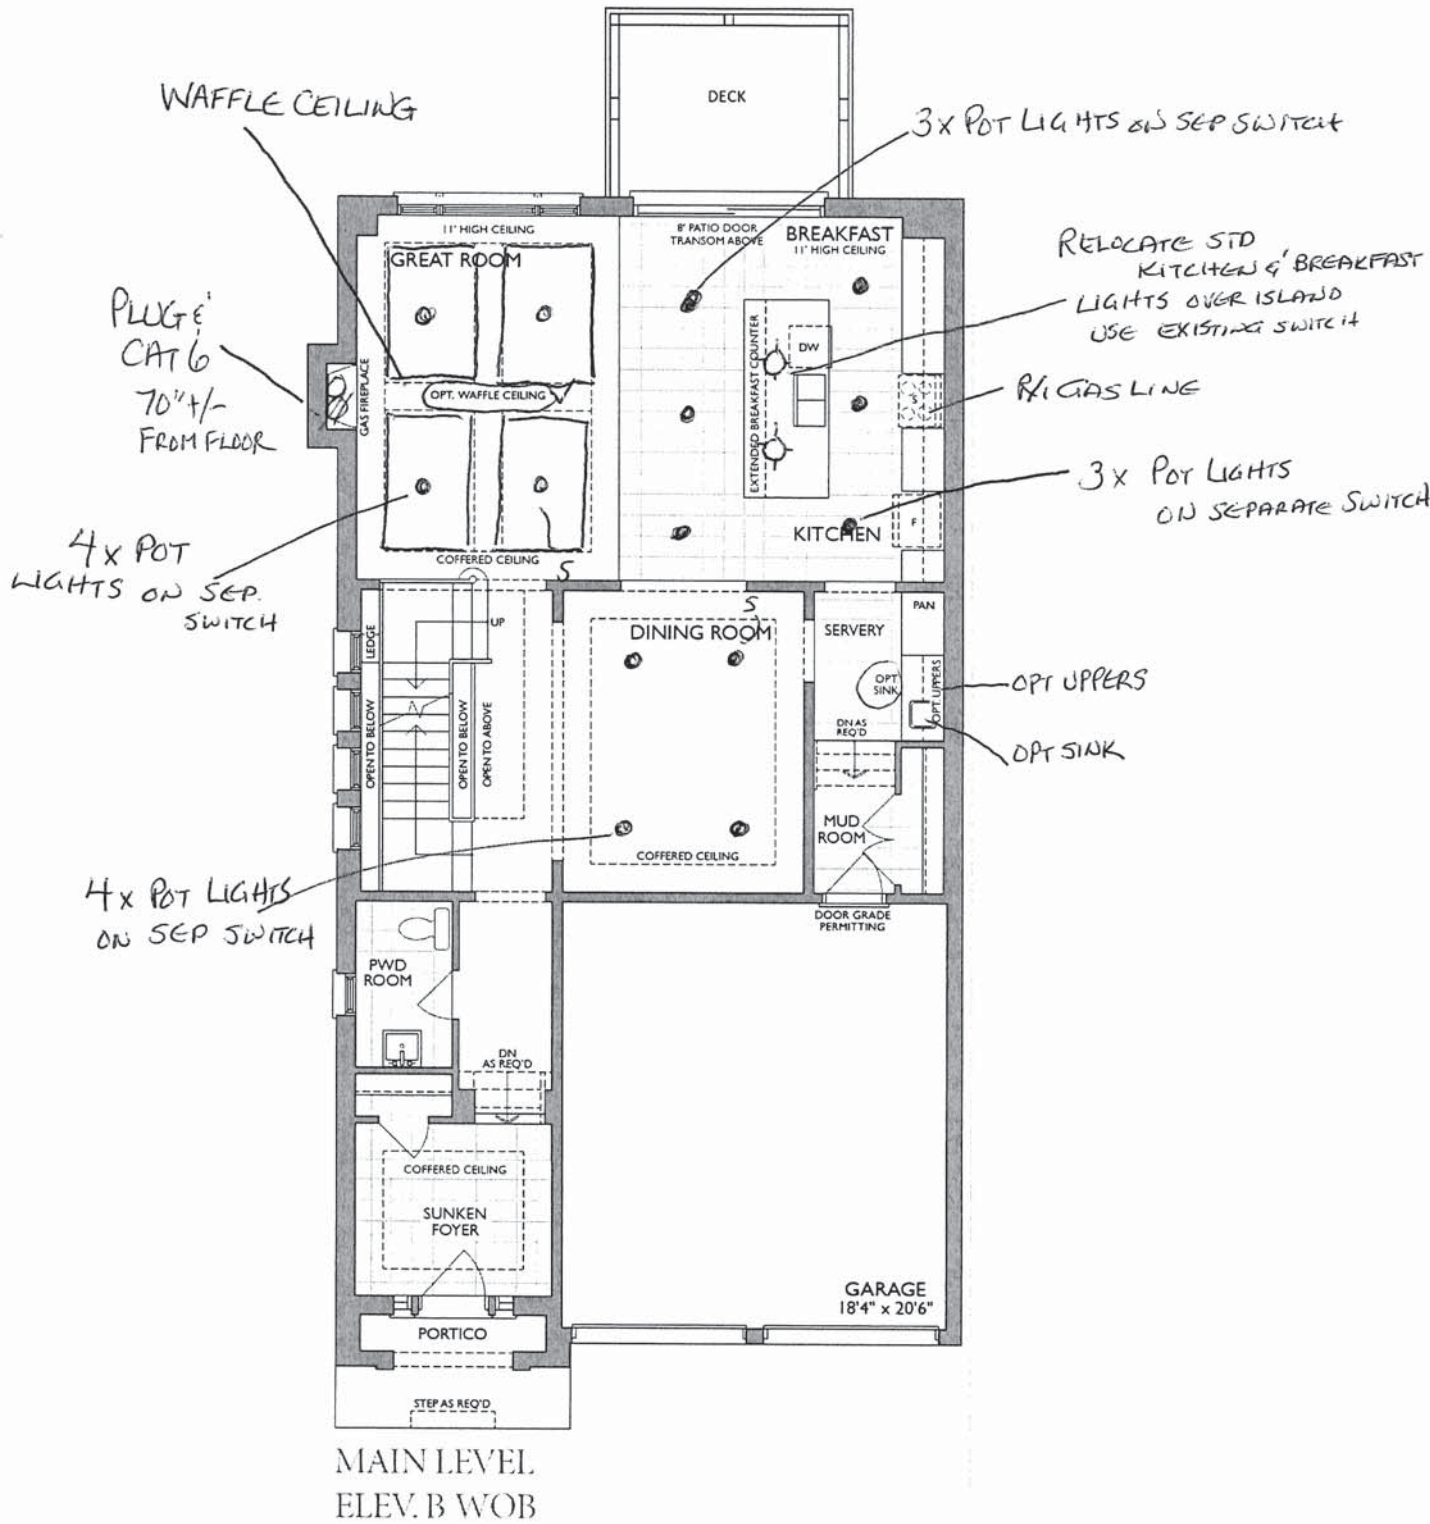 DECK
WAFFLE CEILING
3x POT LIGHTS ON SEP SWITCH
11' HIGH CEILING
GREAT ROOM
8' PATIO DOOR
TRANSOM ABOVE
BREAKFAST
11' HIGH CEILING
RELOCATE STD
KITCHEN & BREAKFAST
LIGHTS OVER ISLAND
USE EXISTING SWITCH
PLUG &
CAT 6
70" +/-
FROM FLOOR
GAS FIREPLACE
OPT. WAFFLE CEILING
EXTENDED BREAKFAST COUNTER
DW
S
R/I GAS LINE
3x POT LIGHTS
ON SEPARATE SWITCH
KITCHEN
F
4x POT
LIGHTS ON SEP.
SWITCH
COFFERED CEILING
S
S
LEDGE
UP
DINING ROOM
SERVERY
PAN
OPT
SINK
OPT. UPPERS
OPT UPPERS
OPT SINK
DN AS
REQ'D
OPEN TO BELOW
OPEN TO BELOW
OPEN TO ABOVE
MUD
ROOM
COFFERED CEILING
4x POT LIGHTS
ON SEP SWITCH
DOOR GRADE
PERMITTING
PWD
ROOM
DN
AS REQ'D
COFFERED CEILING
SUNKEN
FOYER
GARAGE
18'4" x 20'6"
PORTICO
STEP AS REQ'D
MAIN LEVEL
ELEV. B WOB